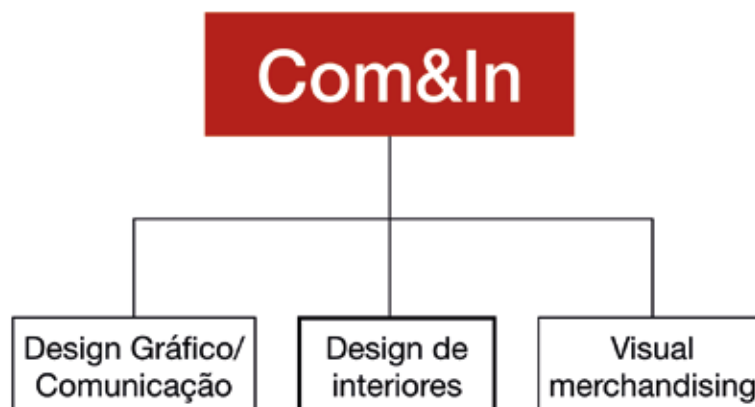 Com&In
Design Gráfico/
Comunicação
Design de
interiores
Visual
merchandising